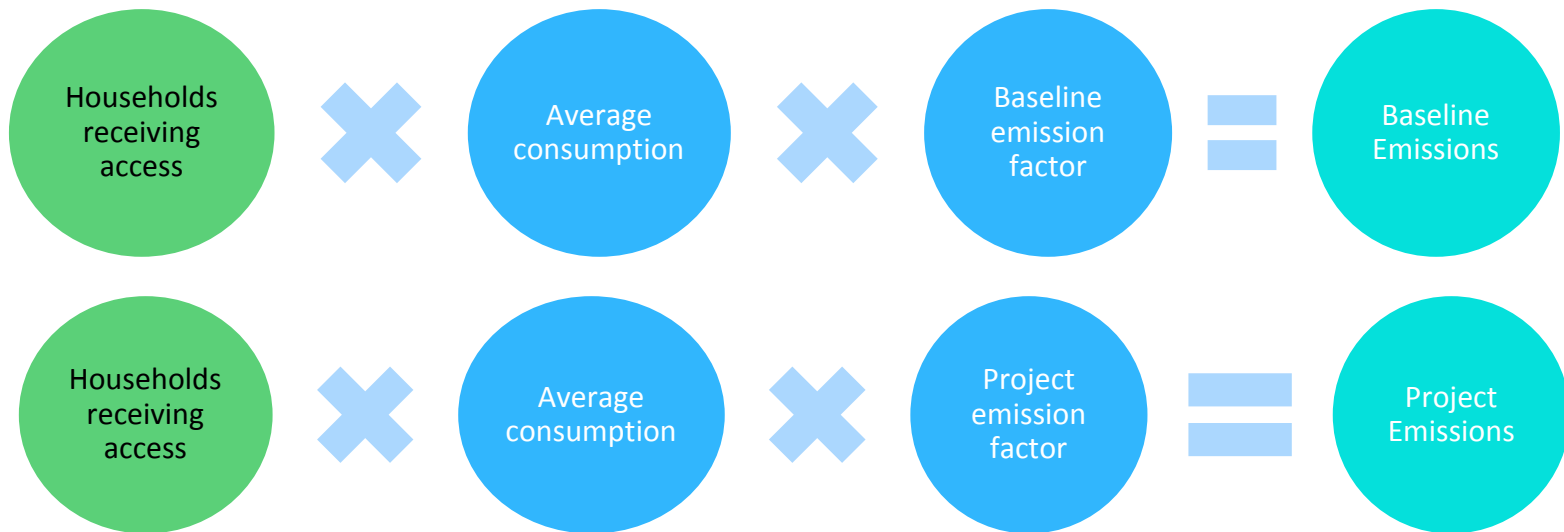 Households
receiving
access
Average
consumption
Baseline
emission
factor
Baseline
Emissions
Households
receiving
access
Average
consumption
Project
emission
factor
Project
Emissions